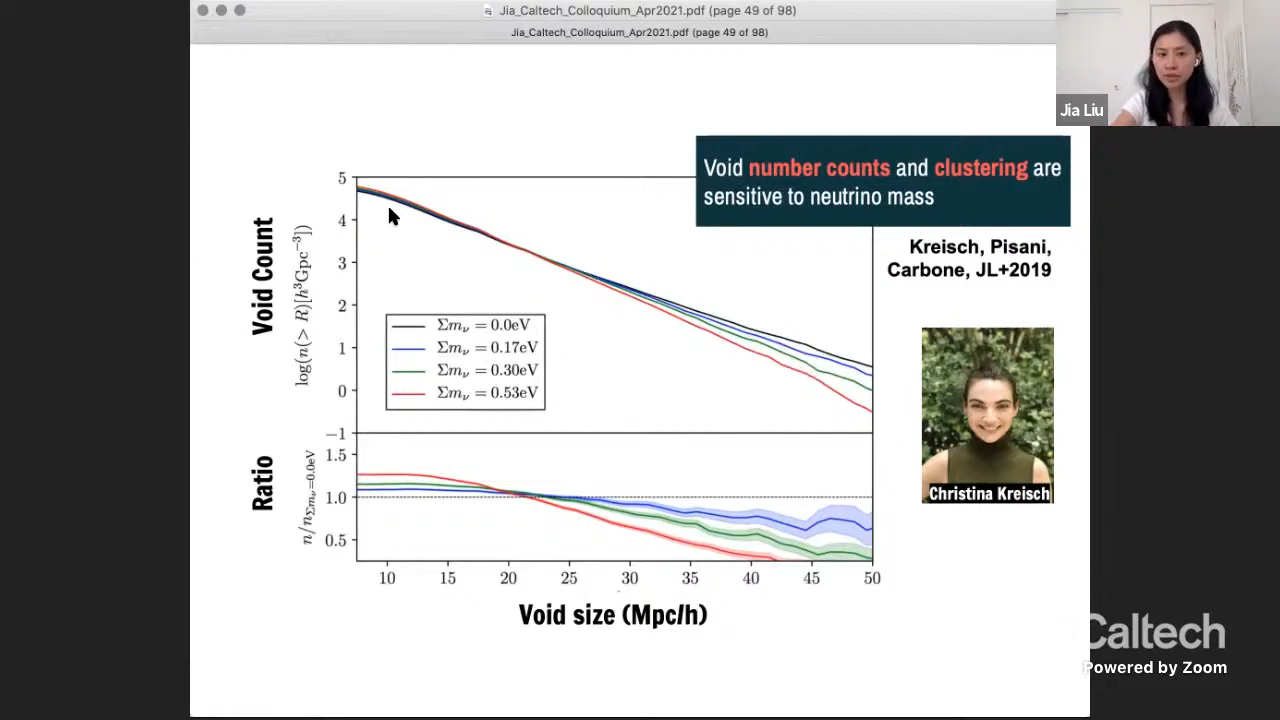 Jia_Caltech_Colloquium_Apr2021.pdf (page 49 of 98)
Jia_Caltech_Colloquium_Apr2021.pdf (page 49 of 98)
Jia Liu
Void number counts and clustering are
sensitive to neutrino mass
Kreisch, Pisani,
Carbone, JL+2019
Christina Kreisch
Void Count
log(n(> R)[h³Gpc⁻³])
5
4
3
2
1
0
−1
Σmν = 0.0eV
Σmν = 0.17eV
Σmν = 0.30eV
Σmν = 0.53eV
Ratio
n/nΣmν=0.0eV
1.5
1.0
0.5
10 15 20 25 30 35 40 45 50
Void size (Mpc/h)
Caltech
Powered by Zoom